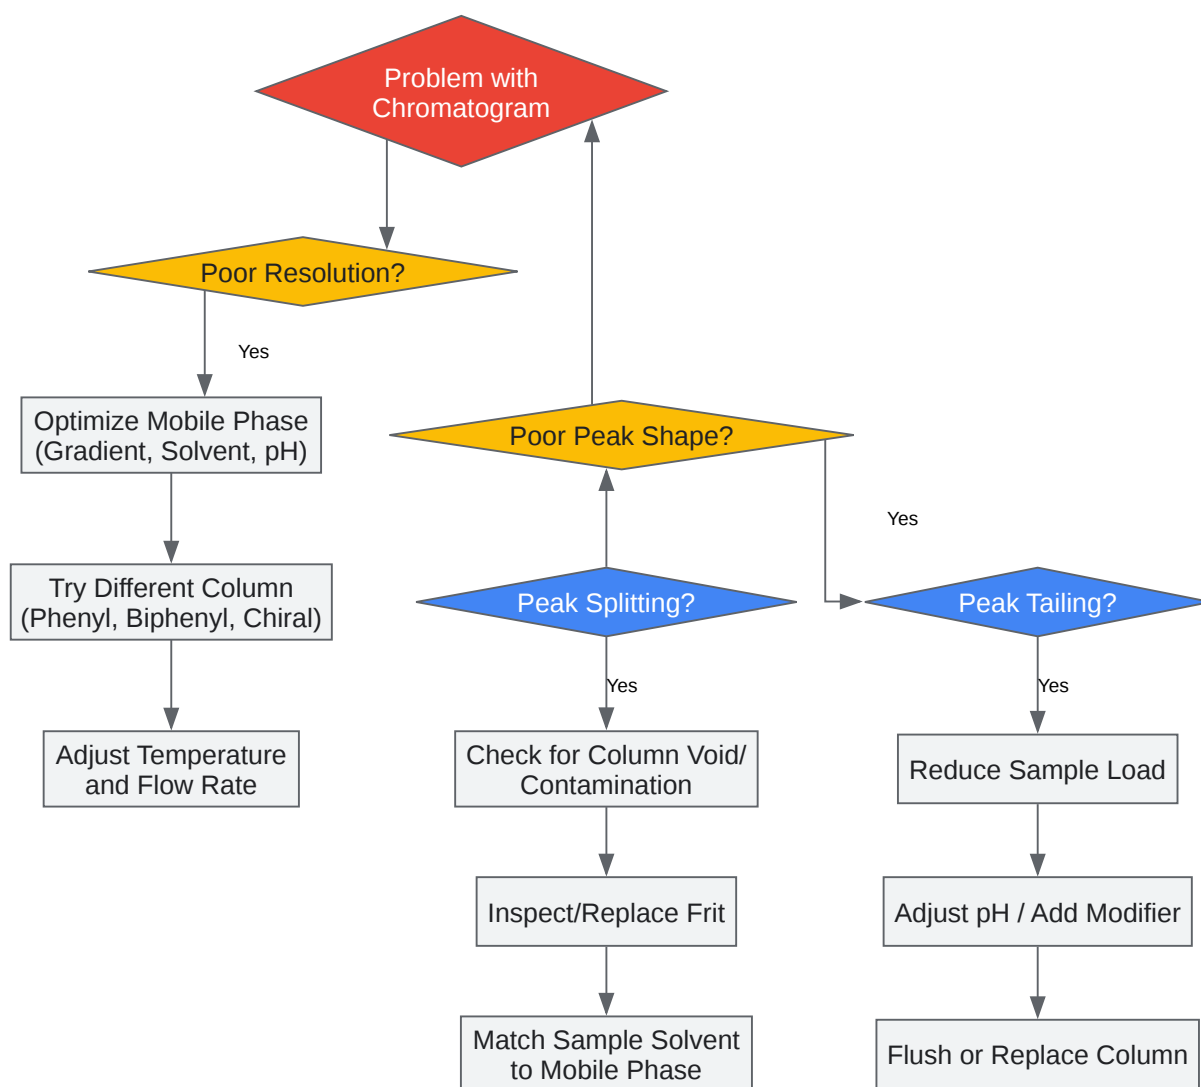 Problem with
Chromatogram
Poor Resolution?
Yes
Optimize Mobile Phase
(Gradient, Solvent, pH)
Poor Peak Shape?
Yes
Try Different Column
(Phenyl, Biphenyl, Chiral)
Peak Splitting?
Peak Tailing?
Yes
Yes
Adjust Temperature
and Flow Rate
Check for Column Void/
Contamination
Reduce Sample Load
Inspect/Replace Frit
Adjust pH / Add Modifier
Match Sample Solvent
to Mobile Phase
Flush or Replace Column